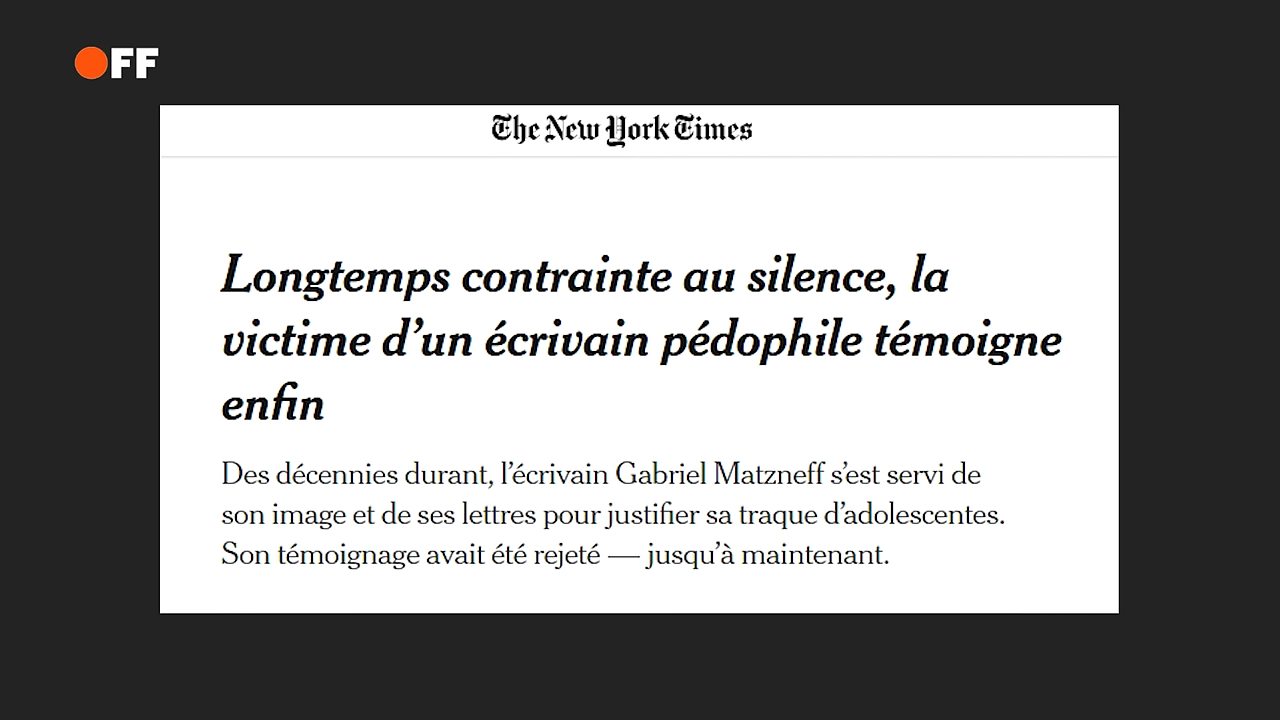 OFF
The New York Times
Longtemps contrainte au silence, la
victime d’un écrivain pédophile témoigne
enfin
Des décennies durant, l’écrivain Gabriel Matzneff s’est servi de
son image et de ses lettres pour justifier sa traque d’adolescentes.
Son témoignage avait été rejeté — jusqu’à maintenant.